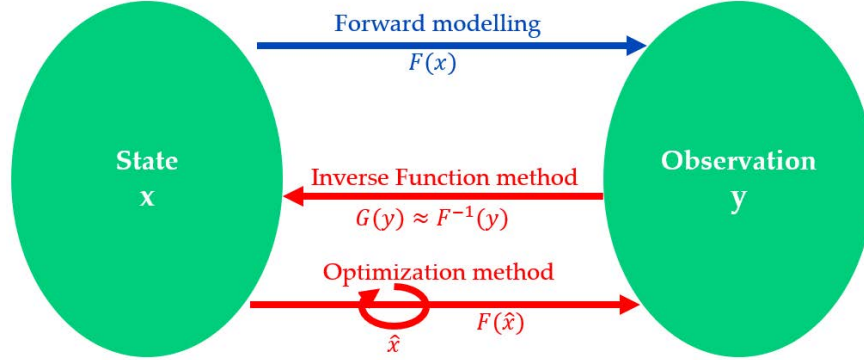 Forward modelling
F(x)
State
x
Observation
y
Inverse Function method
G(y) ≈ F⁻¹(y)
Optimization method
F(x̂)
x̂